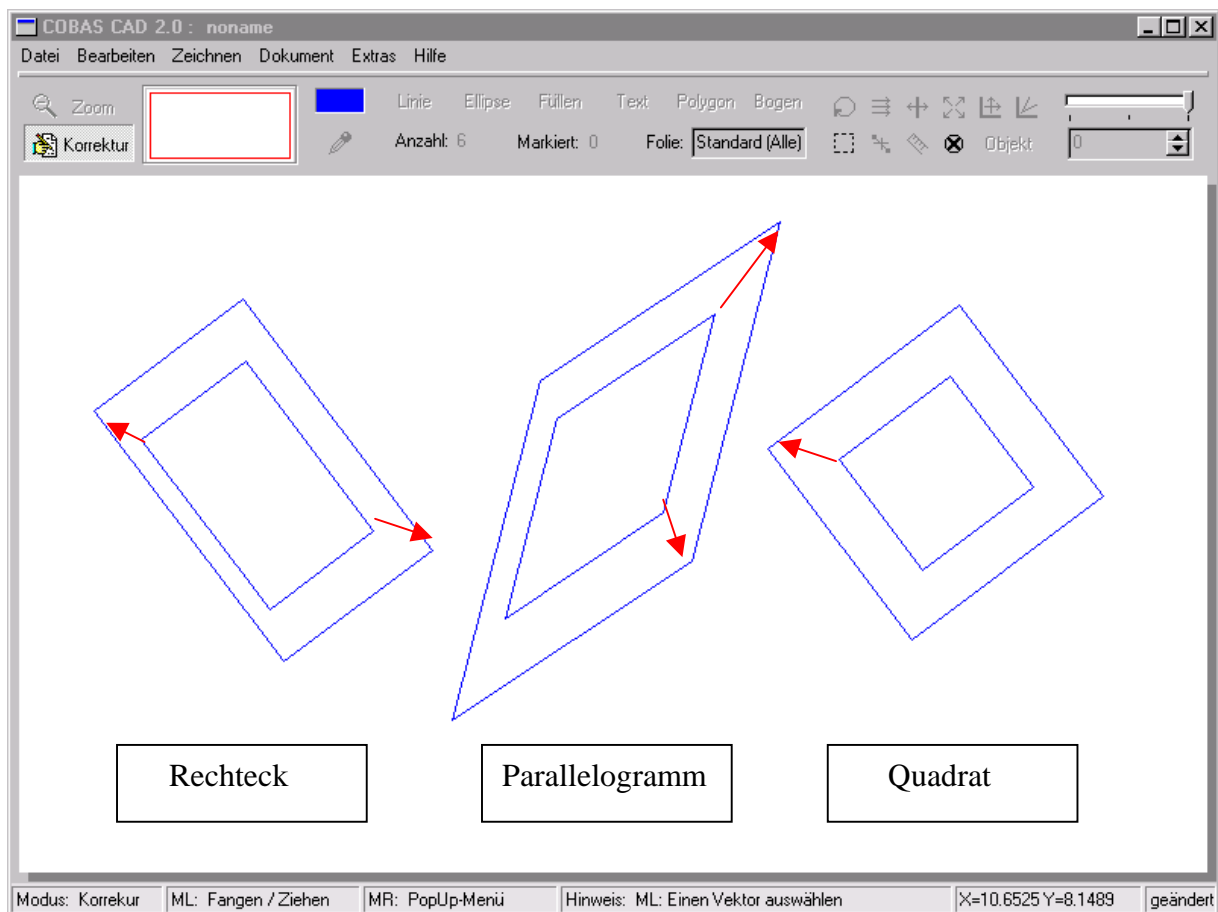 COBAS CAD 2.0 : noname
Datei Bearbeiten Zeichnen Dokument Extras Hilfe
Zoom Linie Ellipse Füllen Text Polygon Bogen
Korrektur Anzahl: 6 Markiert: 0 Folie: Standard (Alle) Objekt 0
Rechteck Parallelogramm Quadrat
Modus: Korrekur ML: Fangen / Ziehen MR: PopUp-Menü Hinweis: ML: Einen Vektor auswählen X=10.6525 Y=8.1489 geändert